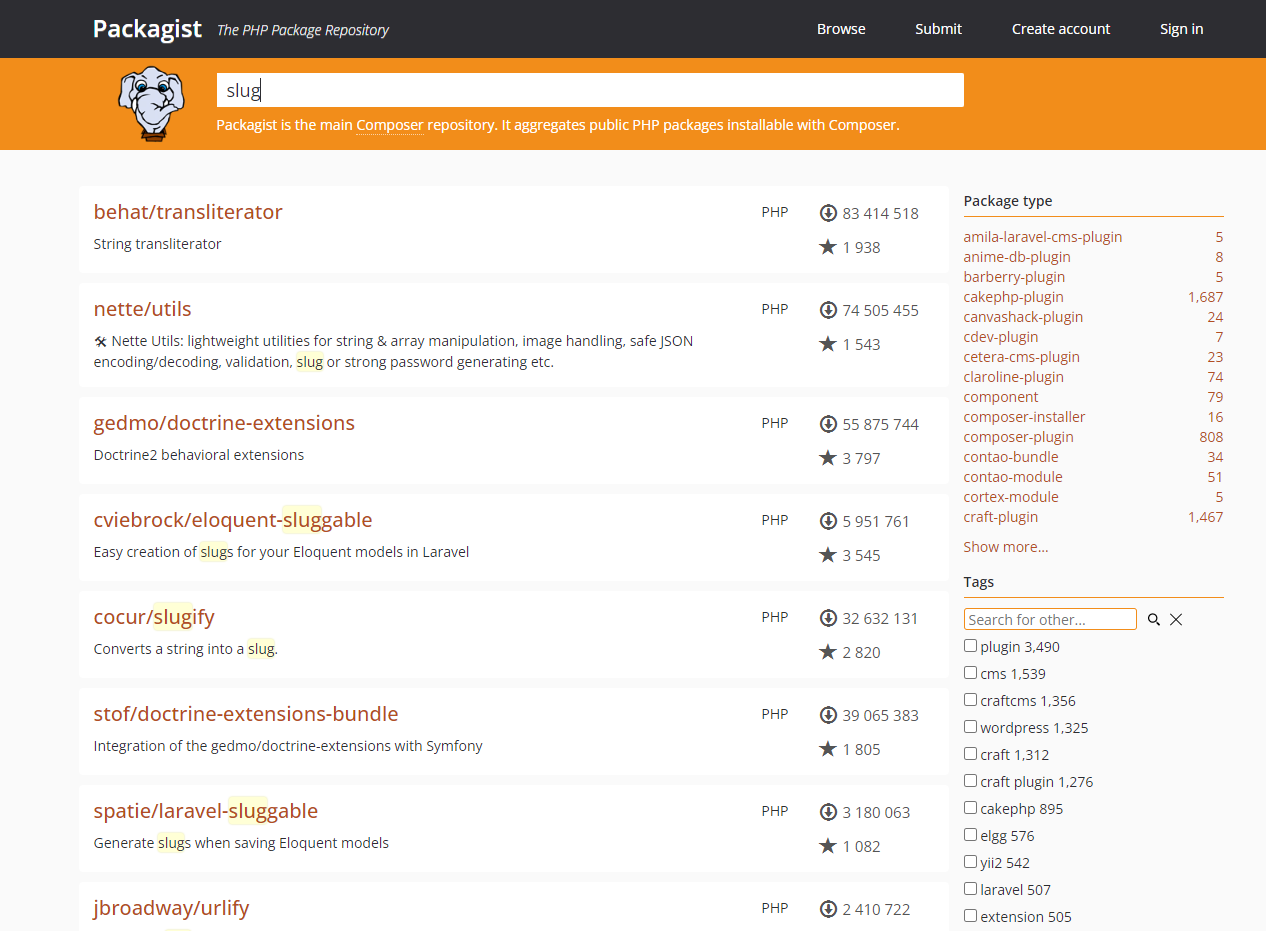 Packagist The PHP Package Repository Browse Submit Create account Sign in
slug
Packagist is the main Composer repository. It aggregates public PHP packages installable with Composer.
behat/transliterator PHP 83 414 518
String transliterator 1 938
nette/utils PHP 74 505 455
🛠 Nette Utils: lightweight utilities for string & array manipulation, image handling, safe JSON 1 543
encoding/decoding, validation, slug or strong password generating etc.
gedmo/doctrine-extensions PHP 55 875 744
Doctrine2 behavioral extensions 3 797
cviebrock/eloquent-sluggable PHP 5 951 761
Easy creation of slugs for your Eloquent models in Laravel 3 545
cocur/slugify PHP 32 632 131
Converts a string into a slug. 2 820
stof/doctrine-extensions-bundle PHP 39 065 383
Integration of the gedmo/doctrine-extensions with Symfony 1 805
spatie/laravel-sluggable PHP 3 180 063
Generate slugs when saving Eloquent models 1 082
jbroadway/urlify PHP 2 410 722
Package type
amila-laravel-cms-plugin 5
anime-db-plugin 8
barberry-plugin 5
cakephp-plugin 1,687
canvashack-plugin 24
cdev-plugin 7
cetera-cms-plugin 23
claroline-plugin 74
component 79
composer-installer 16
composer-plugin 808
contao-bundle 34
contao-module 51
cortex-module 5
craft-plugin 1,467
Show more...
Tags
Search for other...
plugin 3,490
cms 1,539
craftcms 1,356
wordpress 1,325
craft 1,312
craft plugin 1,276
cakephp 895
elgg 576
yii2 542
laravel 507
extension 505